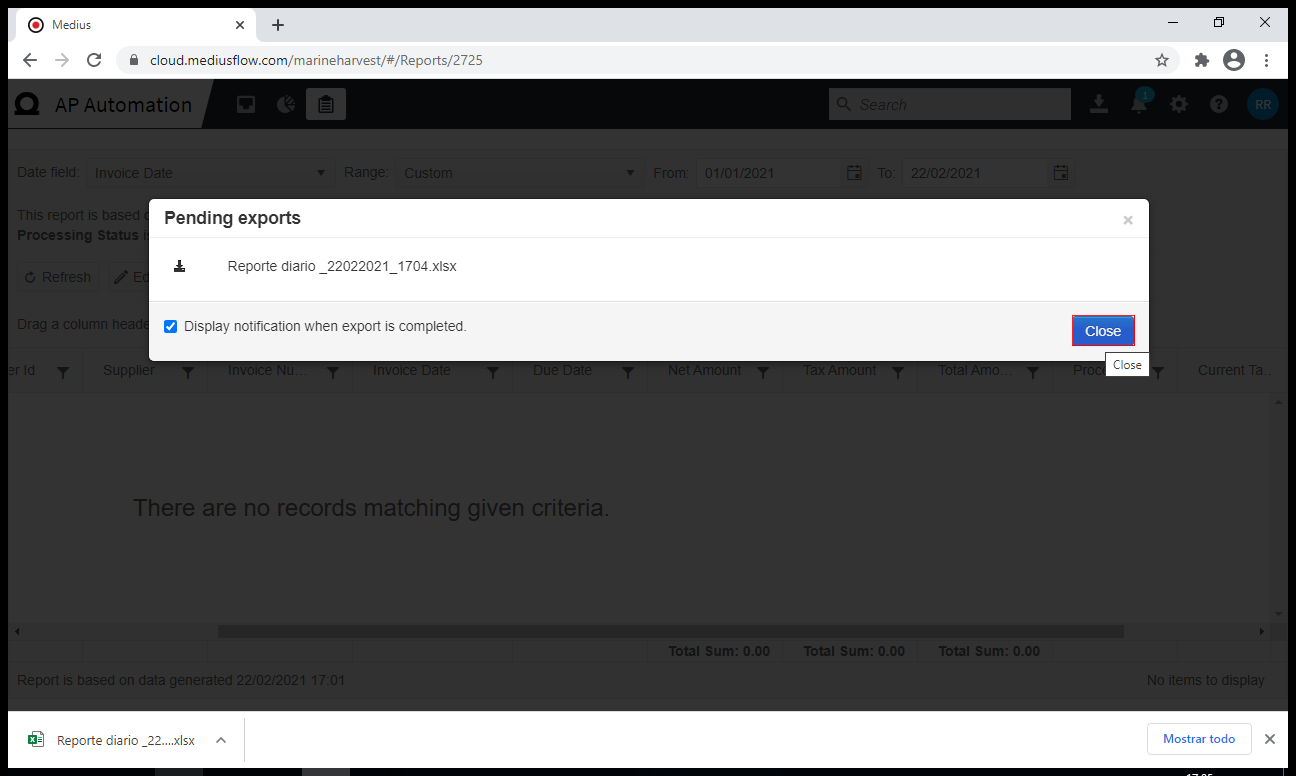 Medius
cloud.mediusflow.com/marineharvest/#/Reports/2725
AP Automation
Search
1
RR
Date field: Invoice Date Range: Custom From: 01/01/2021 To: 22/02/2021
This report is based
Processing Status
Pending exports
Reporte diario _22022021_1704.xlsx
Display notification when export is completed.
Close
Close
Refresh
Drag a column heade
er Id Supplier Invoice Nu... Invoice Date Due Date Net Amount Tax Amount Total Amo... Current Ta..
There are no records matching given criteria.
Total Sum: 0.00 Total Sum: 0.00 Total Sum: 0.00
Report is based on data generated 22/02/2021 17:01
No items to display
Reporte diario _22....xlsx
Mostrar todo